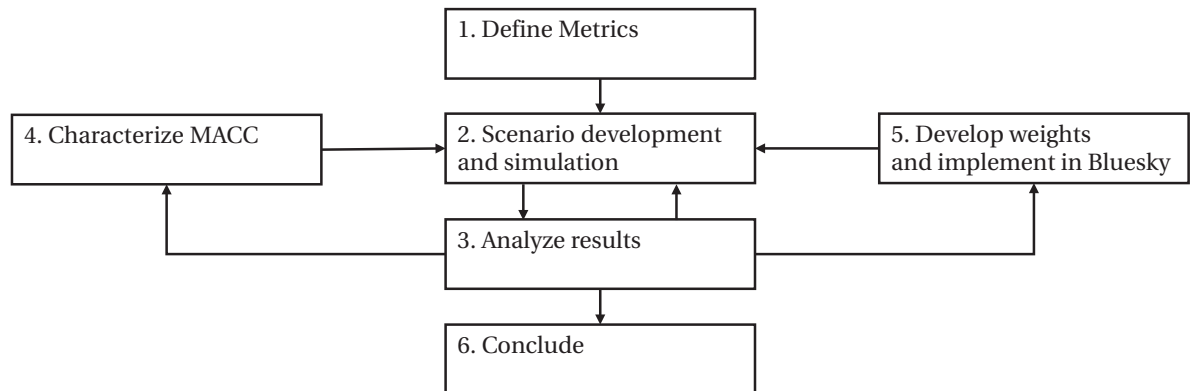 1. Define Metrics
4. Characterize MACC
2. Scenario development
and simulation
5. Develop weights
and implement in Bluesky
3. Analyze results
6. Conclude